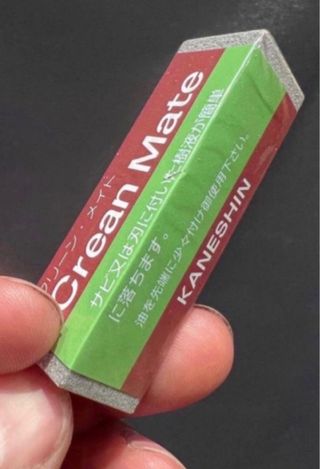 クリーン・メイト
Crean Mate
サビ又は刃に付いた樹液が簡単
に落ちます。
油を先端に少々付け御使用下さい。
KANESHIN